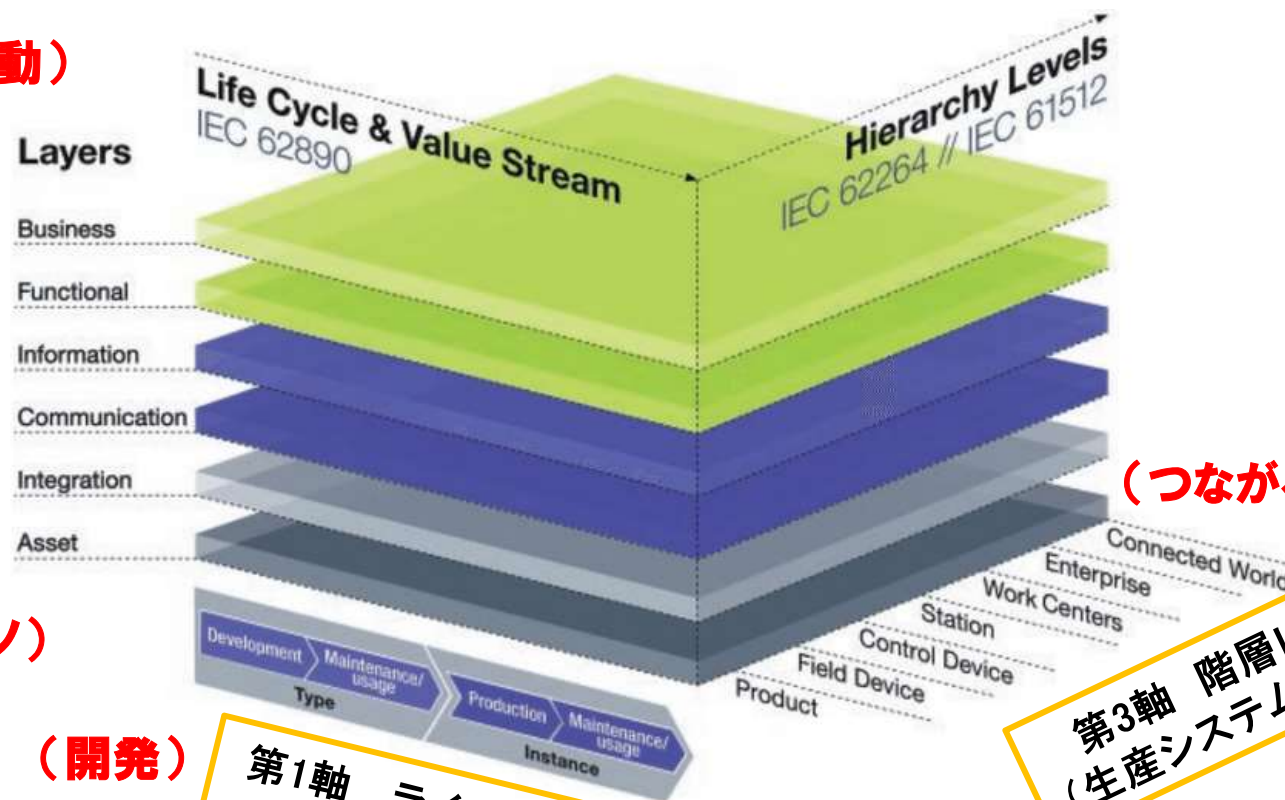 動）
Life Cycle & Value Stream
IEC 62890
Hierarchy Levels
IEC 62264 // IEC 61512
Layers
Business
Functional
Information
Communication
Integration
Asset
（つなが
Connected World
Enterprise
Work Centers
Station
Control Device
Field Device
Product
Development
Maintenance/
usage
Type
Production
Maintenance/
usage
Instance
（開発）
第1軸
第3軸 階層
（生産システム